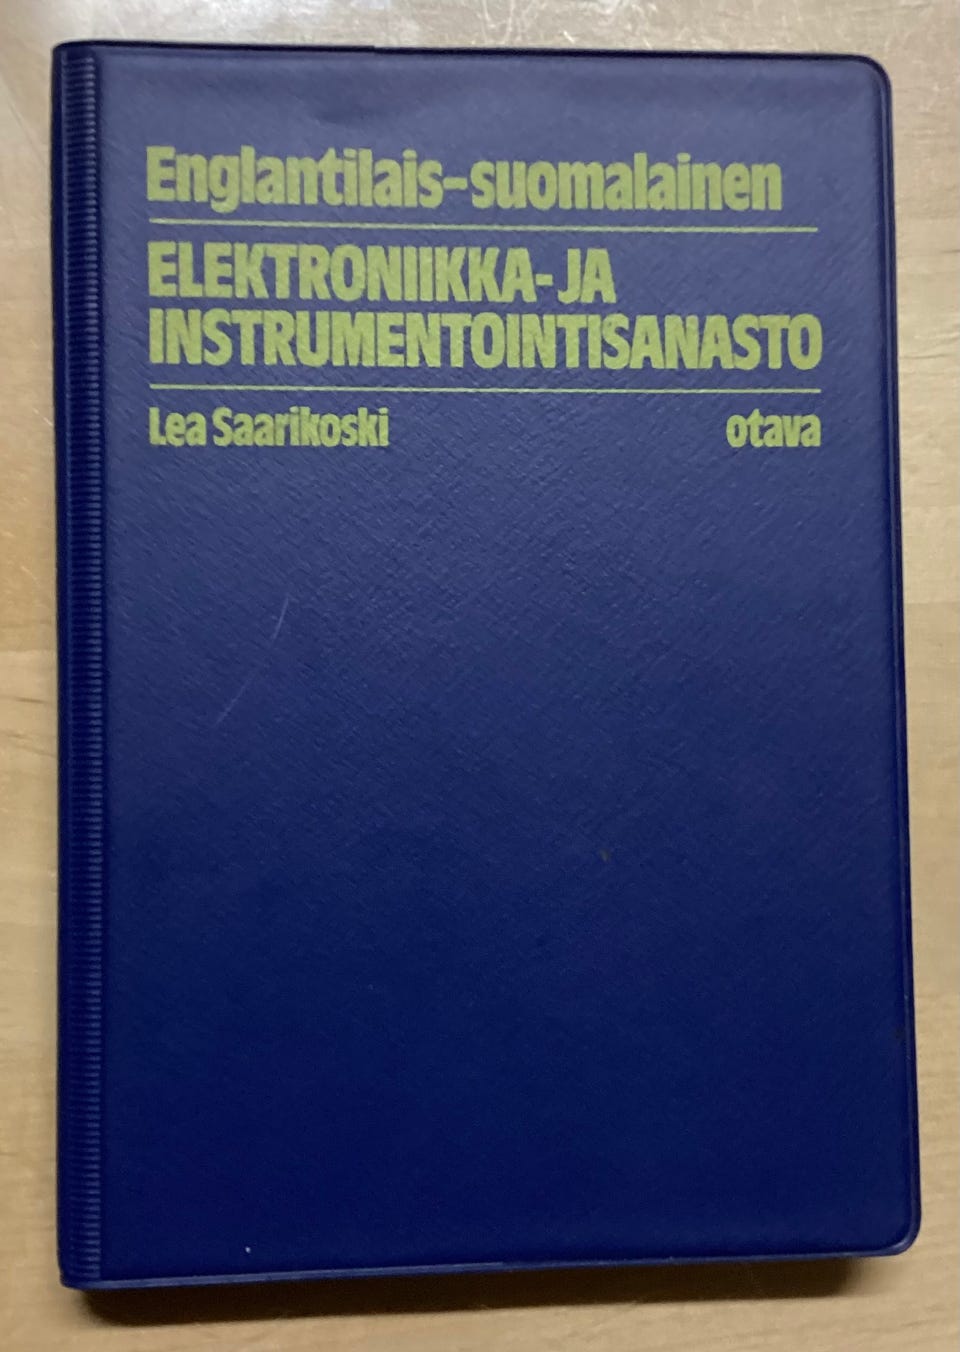 Englantilais-suomalainen
ELEKTRONIIKKA- JA
INSTRUMENTOINTISANASTO
Lea Saarikoski otava